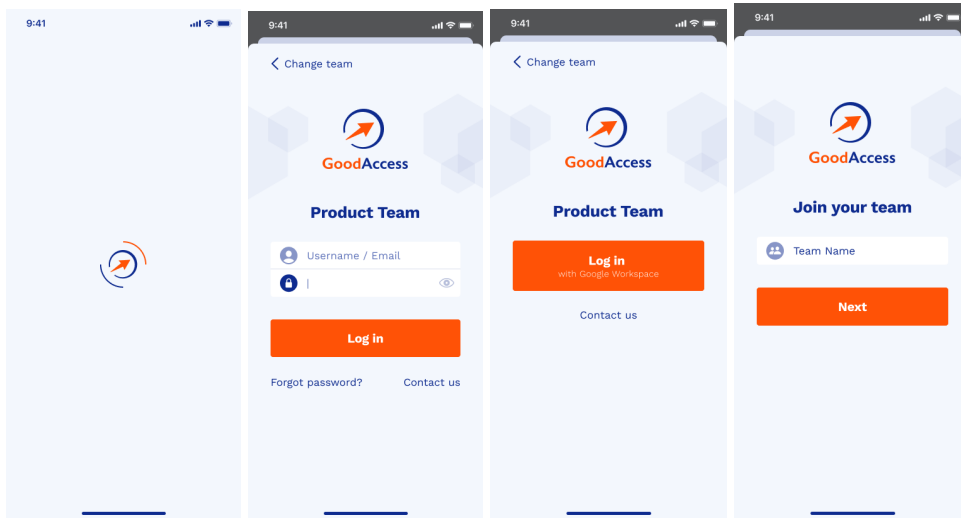 9:41
9:41
Change team
GoodAccess
Product Team
Username / Email
Log in
Forgot password? Contact us
9:41
Change team
GoodAccess
Product Team
Log in
with Google Workspace
Contact us
9:41
GoodAccess
Join your team
Team Name
Next